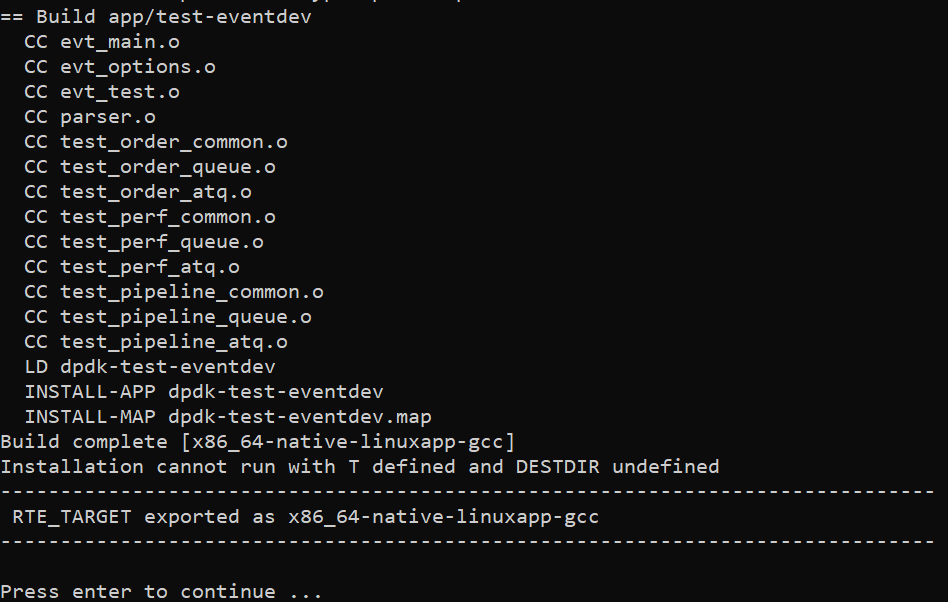 == Build app/test-eventdev
CC evt_main.o
CC evt_options.o
CC evt_test.o
CC parser.o
CC test_order_common.o
CC test_order_queue.o
CC test_order_atq.o
CC test_perf_common.o
CC test_perf_queue.o
CC test_perf_atq.o
CC test_pipeline_common.o
CC test_pipeline_queue.o
CC test_pipeline_atq.o
LD dpdk-test-eventdev
INSTALL-APP dpdk-test-eventdev
INSTALL-MAP dpdk-test-eventdev.map
Build complete [x86_64-native-linuxapp-gcc]
Installation cannot run with T defined and DESTDIR undefined
------------------------------------------------------------------------------
RTE_TARGET exported as x86_64-native-linuxapp-gcc
------------------------------------------------------------------------------
Press enter to continue ...